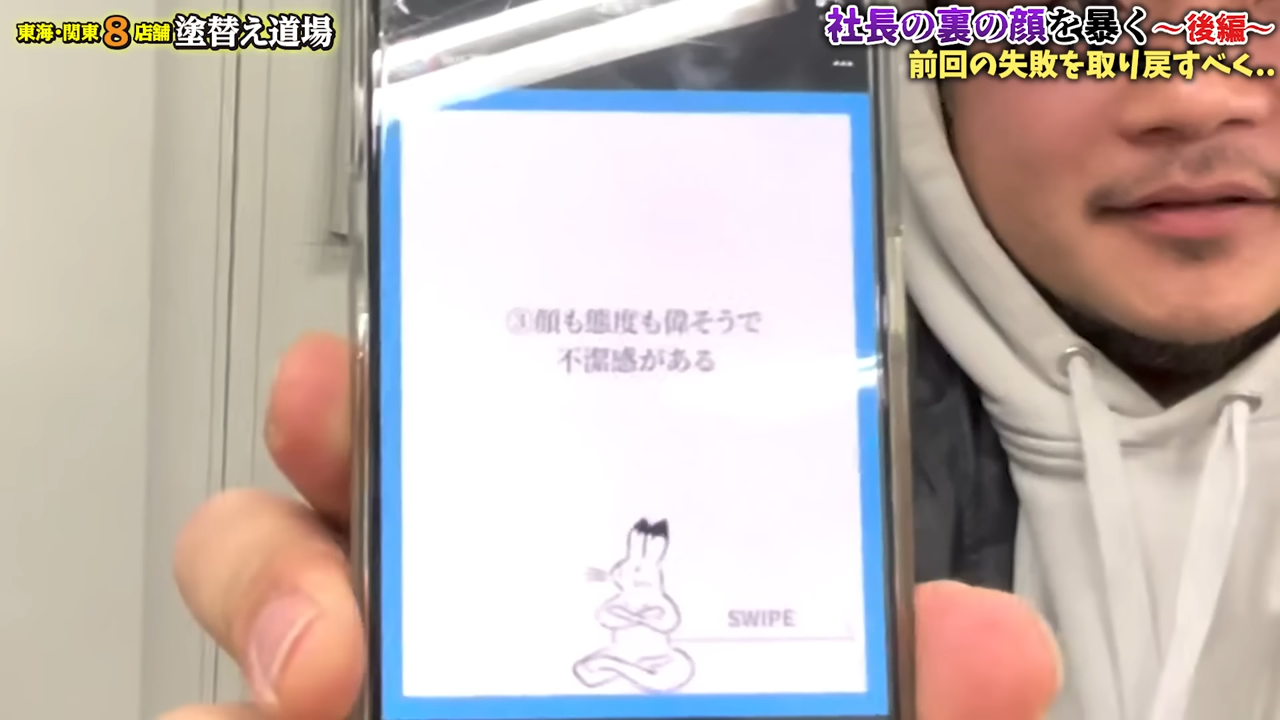 東海・関東8店舗塗替え道場
社長の裏の顔を暴く～後編～
前回の失敗を取り戻すべく‥
③顔も態度も偉そうで
不潔感がある
SWIPE